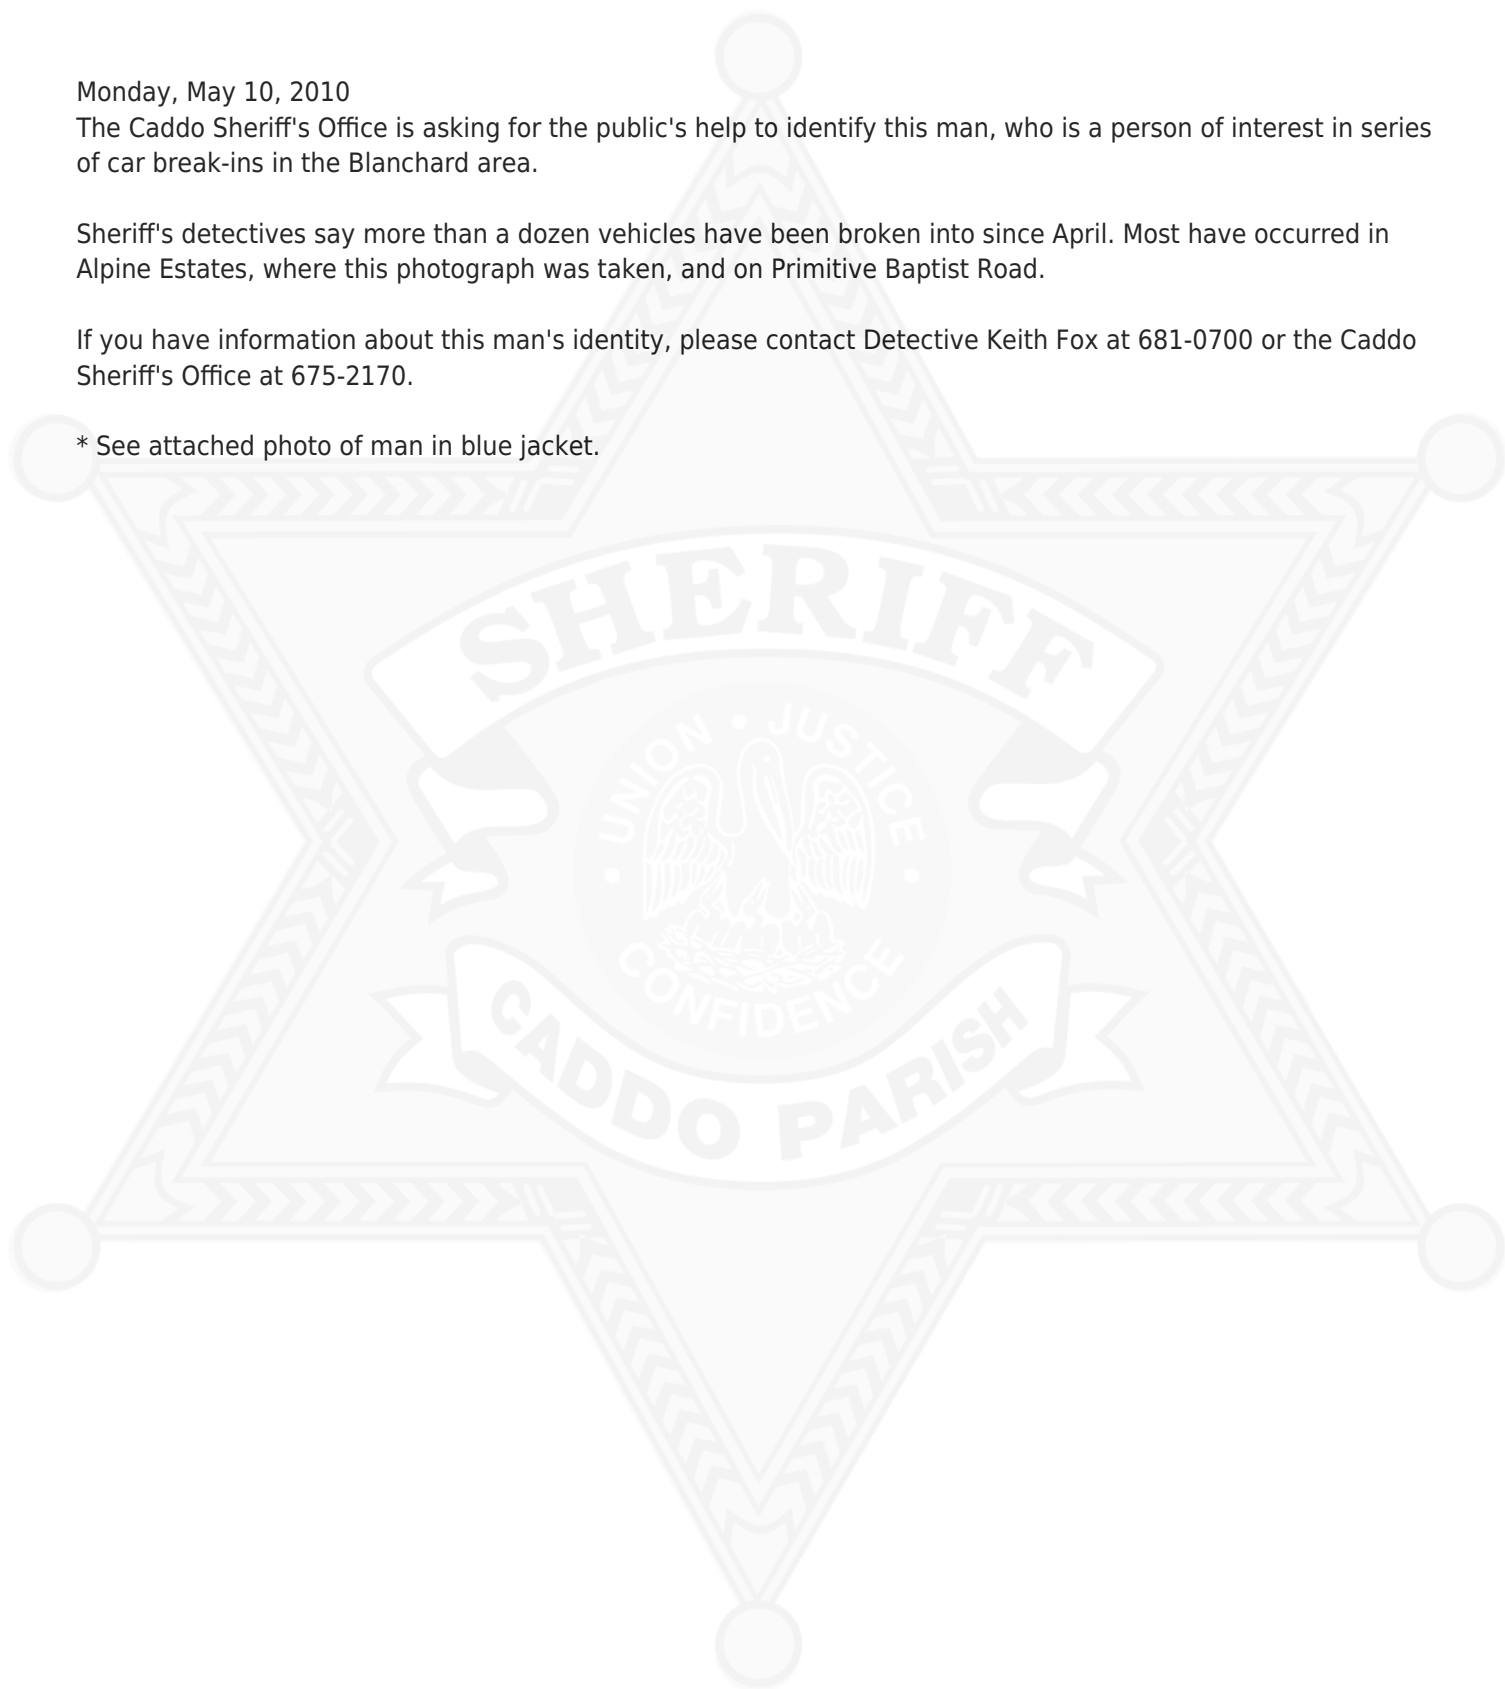 Monday, May 10, 2010
The Caddo Sheriff's Office is asking for the public's help to identify this man, who is a person of interest in series
of car break-ins in the Blanchard area.
Sheriff's detectives say more than a dozen vehicles have been broken into since April. Most have occurred in
Alpine Estates, where this photograph was taken, and on Primitive Baptist Road.
If you have information about this man's identity, please contact Detective Keith Fox at 681-0700 or the Caddo
Sheriff's Office at 675-2170.
* See attached photo of man in blue jacket.
SHERIFF
UNION • JUSTICE
• CONFIDENCE •
CADDO PARISH